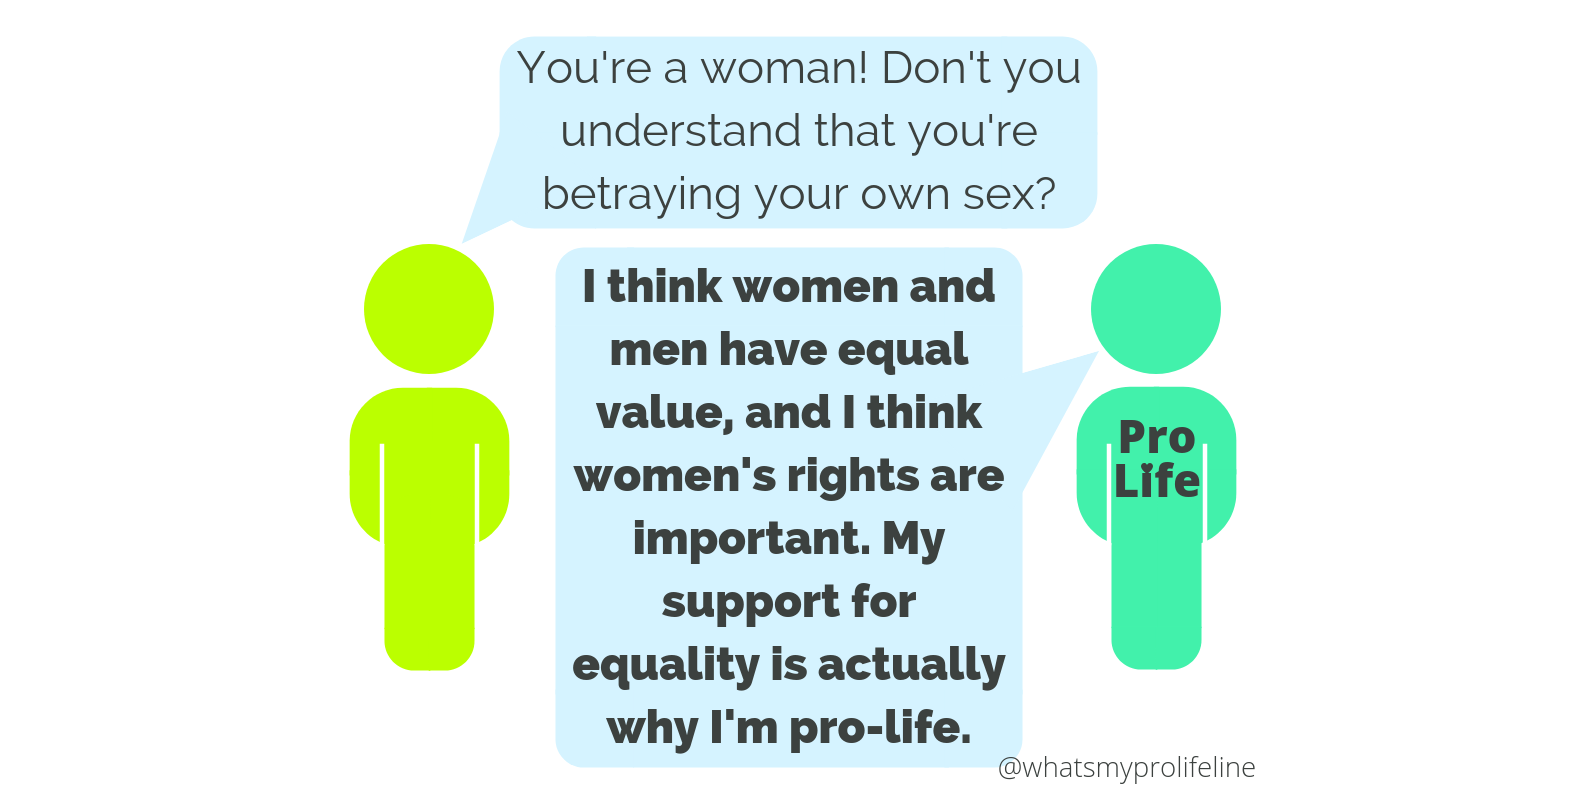 You're a woman! Don't you
understand that you're
betraying your own sex?
I think women and
men have equal
value, and I think
women's rights are
important. My
support for
equality is actually
why I'm pro-life.
Pro
Life
@whatsmyprolifeline